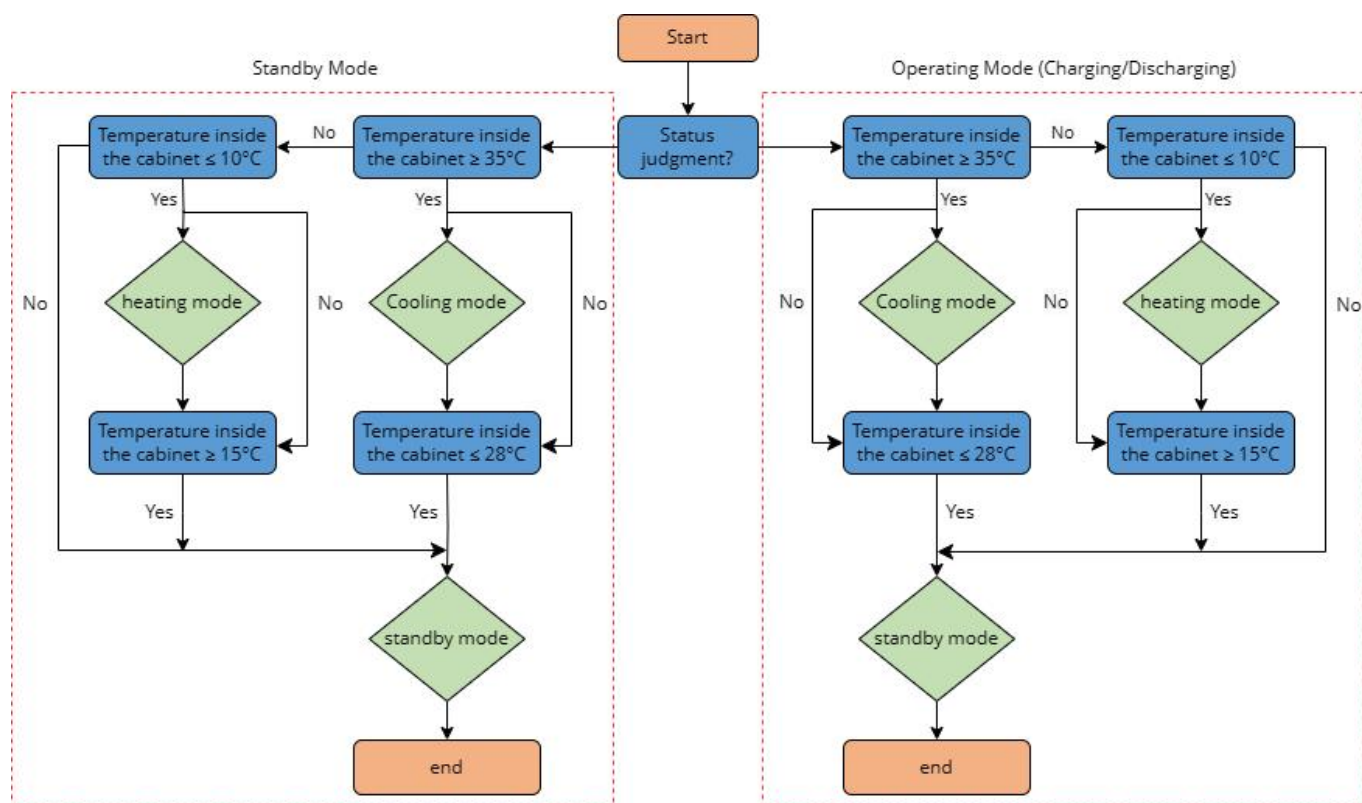 Start
Standby Mode
Operating Mode (Charging/Discharging)
Temperature inside
the cabinet ≤ 10°C
No
Temperature inside
the cabinet ≥ 35°C
Status
judgment?
Temperature inside
the cabinet ≥ 35°C
No
Temperature inside
the cabinet ≤ 10°C
Yes
Yes
Yes
Yes
No
heating mode
No
Cooling mode
No
No
Cooling mode
No
heating mode
No
Temperature inside
the cabinet ≥ 15°C
Temperature inside
the cabinet ≤ 28°C
Temperature inside
the cabinet ≤ 28°C
Temperature inside
the cabinet ≥ 15°C
Yes
Yes
Yes
Yes
standby mode
standby mode
end
end